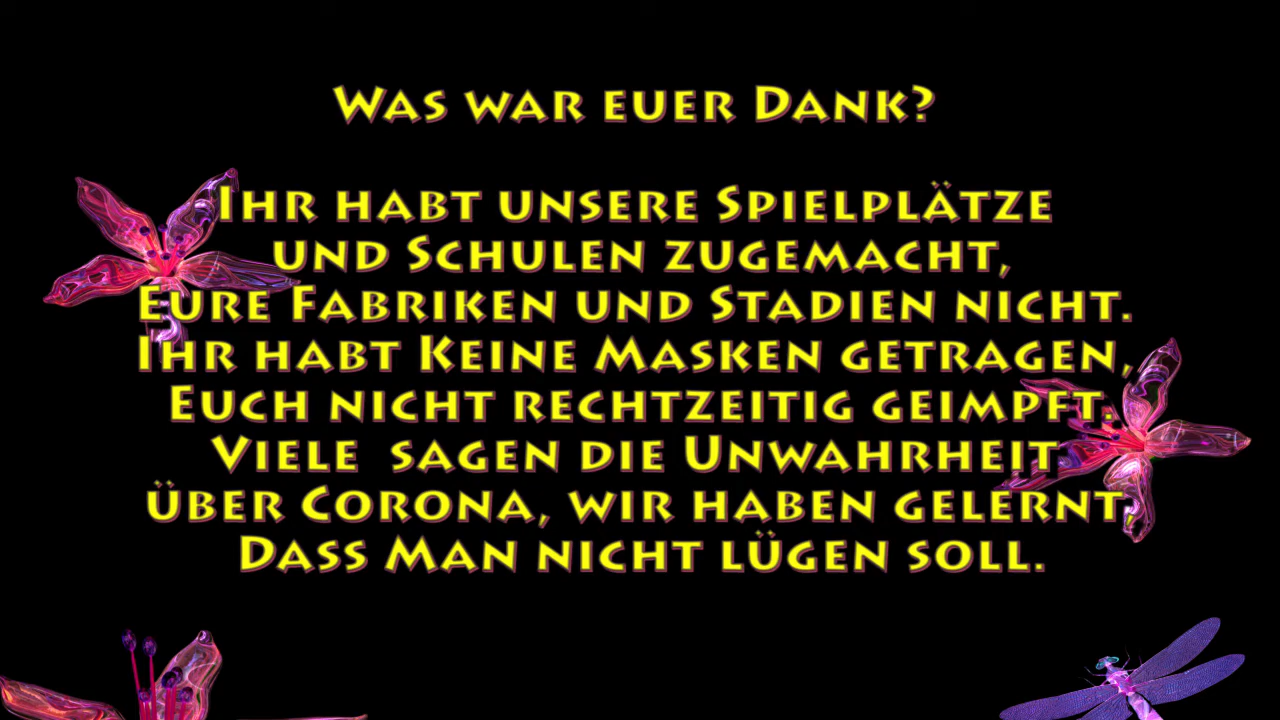 Was war euer Dank?
Ihr habt unsere Spielplätze
und Schulen zugemacht,
Eure Fabriken und Stadien nicht.
Ihr habt Keine Masken getragen,
Euch nicht rechtzeitig geimpft.
Viele sagen die Unwahrheit
über Corona, wir haben gelernt,
Dass Man nicht lügen soll.